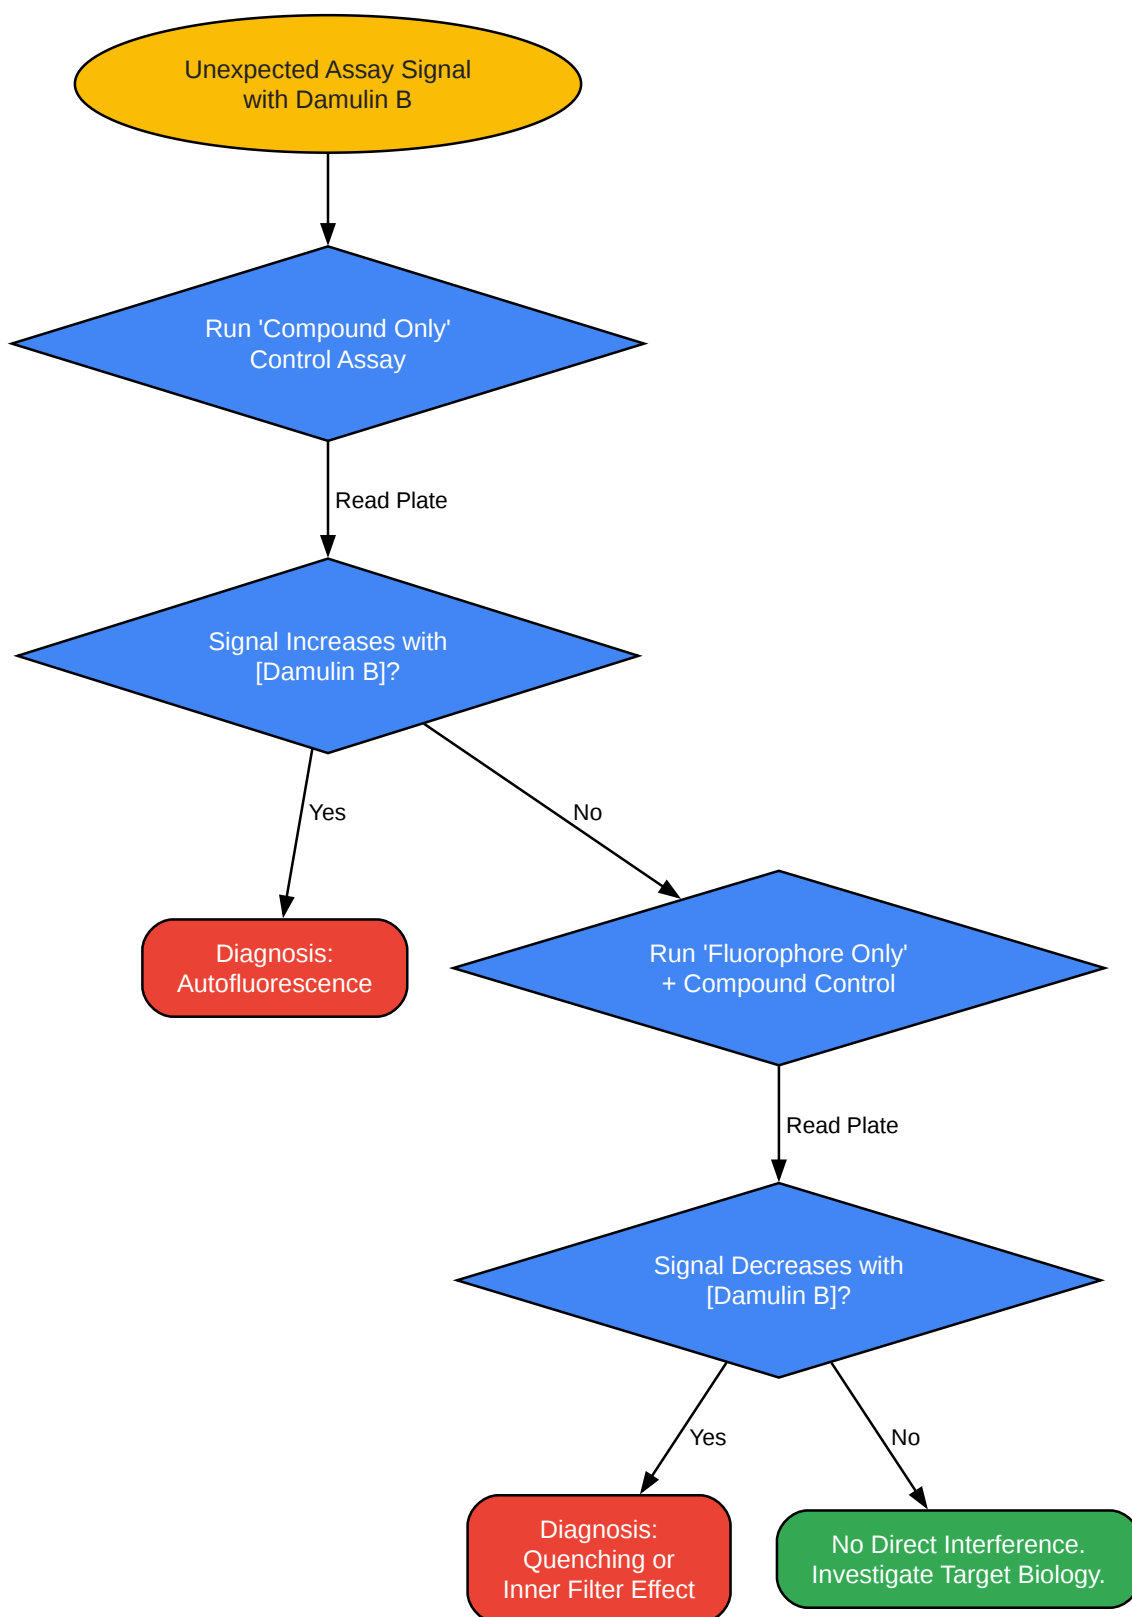 Unexpected Assay Signal
with Damulin B
Run 'Compound Only'
Control Assay
Read Plate
Signal Increases with
[Damulin B]?
Yes
No
Diagnosis:
Autofluorescence
Run 'Fluorophore Only'
+ Compound Control
Read Plate
Signal Decreases with
[Damulin B]?
Yes
No
Diagnosis:
Quenching or
Inner Filter Effect
No Direct Interference.
Investigate Target Biology.